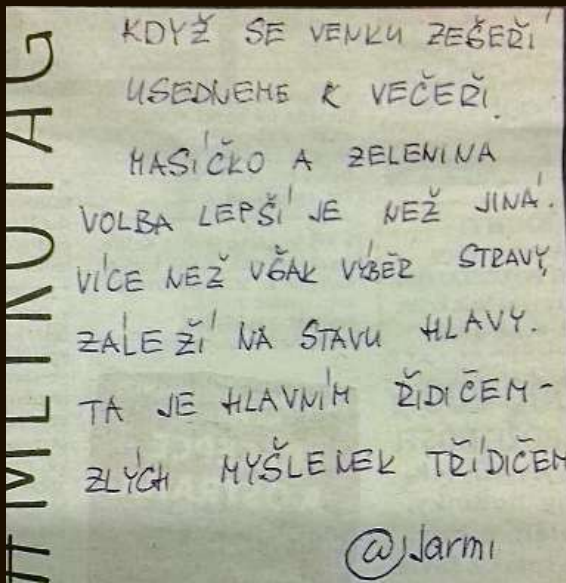 #METROTAG
KDYŽ SE VENKU ZEŠEŘÍ
USEDNEME K VEČEŘI.
MASÍČKO A ZELENINA
VOLBA LEPŠÍ JE NEŽ JINÁ.
VÍCE NEŽ VŠAK VÝBĚR STRAVY,
ZÁLEŽÍ NA STAVU HLAVY.
TA JE HLAVNÍM ŘIDIČEM-
ZLÝCH MYŠLENEK TŘÍDIČEM
@Jarmi